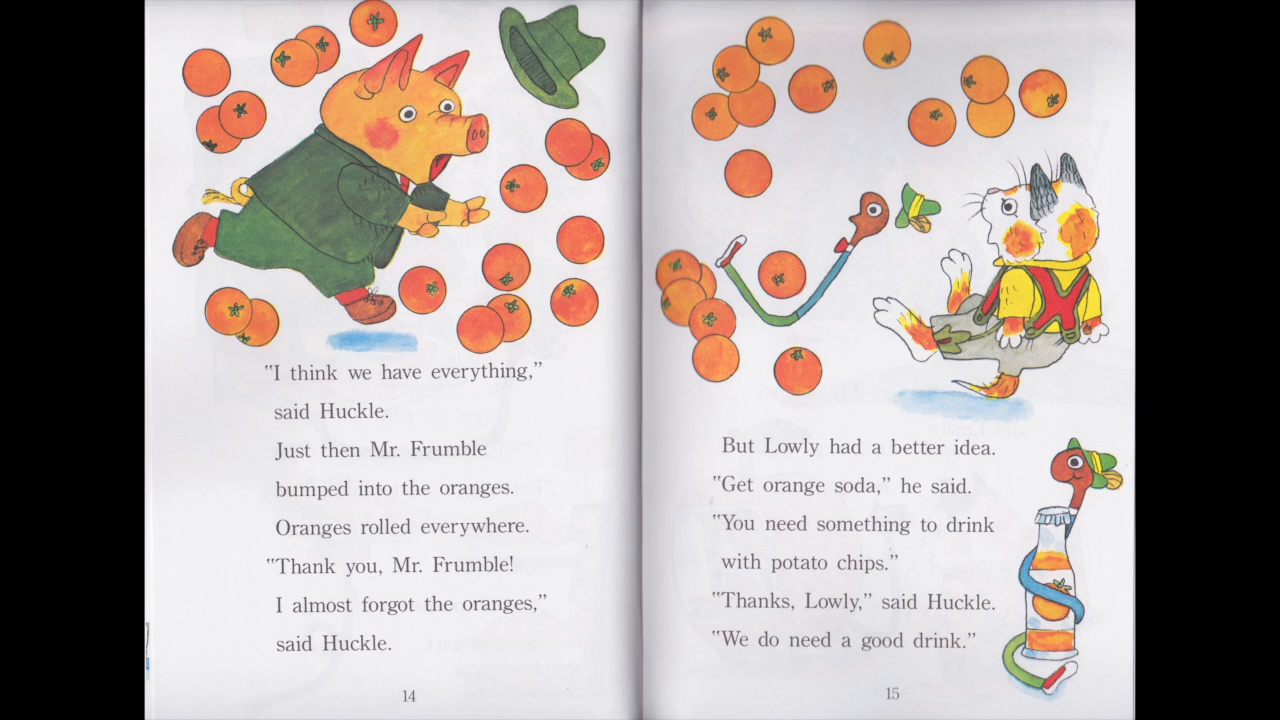 "I think we have everything,"
said Huckle.
Just then Mr. Frumble
bumped into the oranges.
Oranges rolled everywhere.
"Thank you, Mr. Frumble!
I almost forgot the oranges,"
said Huckle.
14
But Lowly had a better idea.
"Get orange soda," he said.
"You need something to drink
with potato chips."
"Thanks, Lowly," said Huckle.
"We do need a good drink."
15